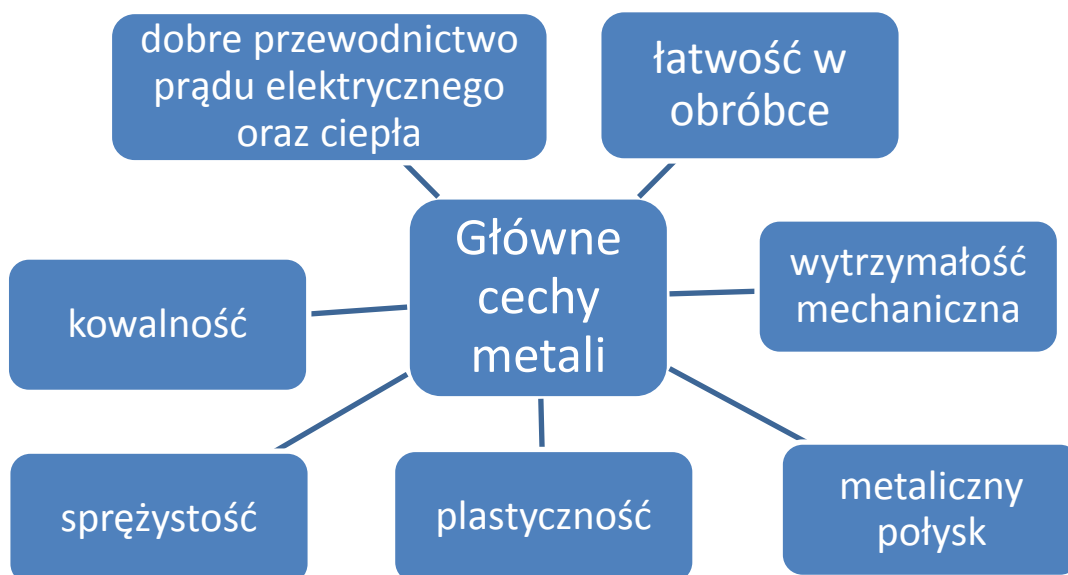 dobre przewodnictwo
prądu elektrycznego
oraz ciepła
łatwość w
obróbce
Główne
cechy
metali
wytrzymałość
mechaniczna
kowalność
sprężystość
plastyczność
metaliczny
połysk